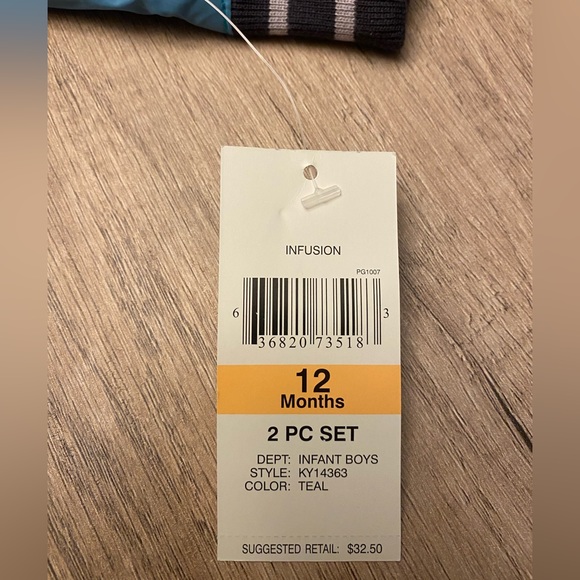 INFUSION
PG1007
6 36820 73518 3
12
Months
2 PC SET
DEPT: INFANT BOYS
STYLE: KY14363
COLOR: TEAL
SUGGESTED RETAIL: $32.50